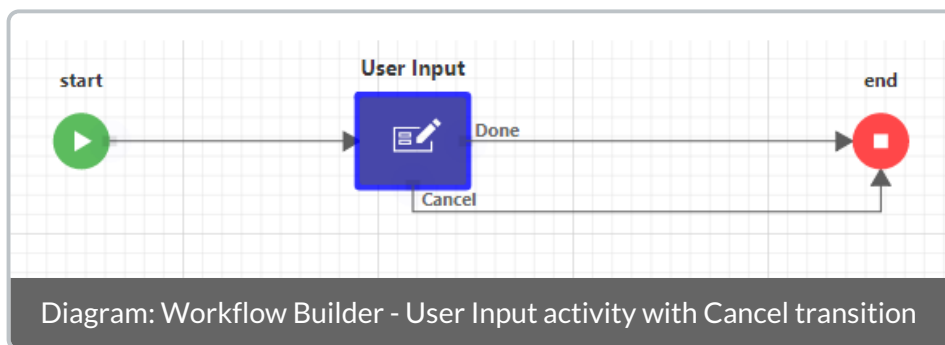 User Input
start
end
Done
Cancel
Diagram: Workflow Builder - User Input activity with Cancel transition